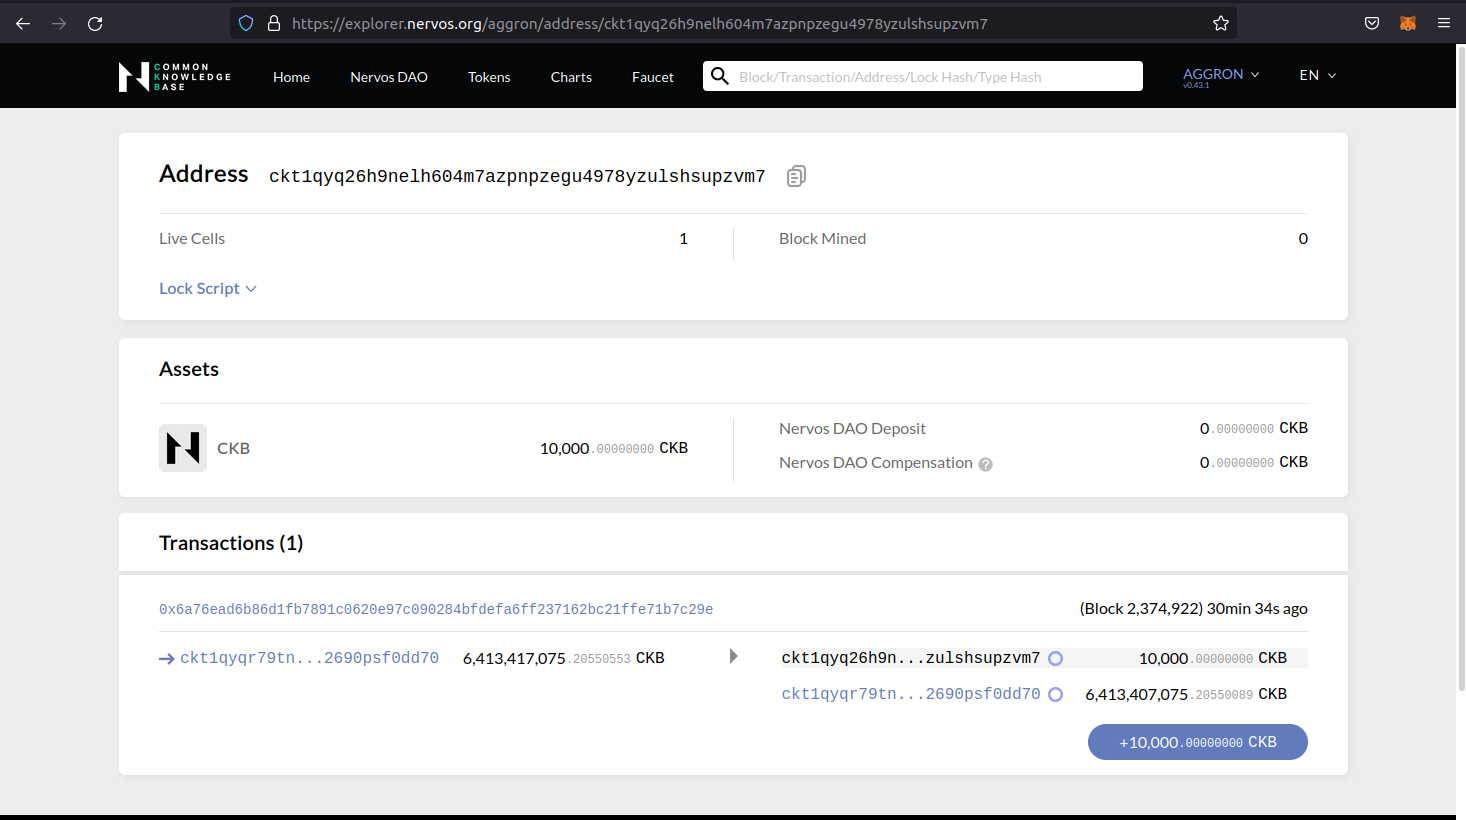 https://explorer.nervos.org/aggron/address/ckt1qyq26h9nelh604m7azpnpzegu4978yzulshsupzvm7
COMMON
KNOWLEDGE
BASE
Home Nervos DAO Tokens Charts Faucet Block/Transaction/Address/Lock Hash/Type Hash AGGRON EN
v0.43.1
Address ckt1qyq26h9nelh604m7azpnpzegu4978yzulshsupzvm7
Live Cells 1 Block Mined 0
Lock Script
Assets
CKB 10,000.00000000 CKB
Nervos DAO Deposit 0.00000000 CKB
Nervos DAO Compensation ? 0.00000000 CKB
Transactions (1)
0x6a76ead6b86d1fb7891c0620e97c090284bfdefa6ff237162bc21ffe71b7c29e (Block 2,374,922) 30min 34s ago
ckt1qyqr79tn...2690psf0dd70 6,413,417,075.20550553 CKB ckt1qyq26h9n...zulshsupzvm7 10,000.00000000 CKB
ckt1qyqr79tn...2690psf0dd70 6,413,407,075.20550089 CKB
+10,000.00000000 CKB